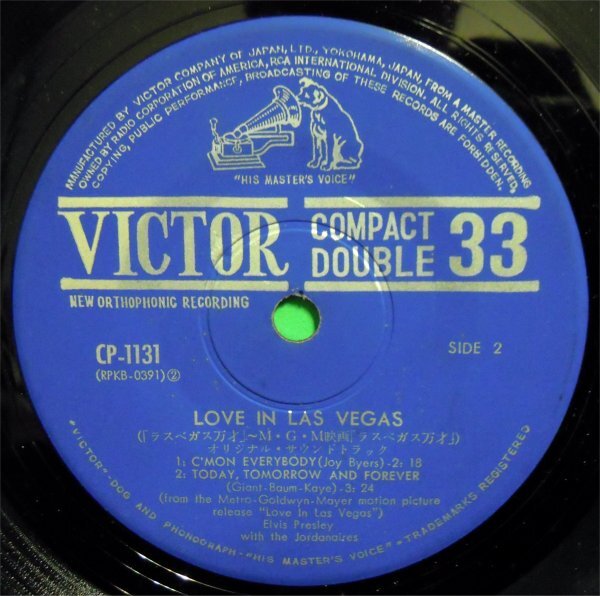 MANUFACTURED BY VICTOR COMPANY OF JAPAN, LTD., YOKOHAMA, JAPAN, FROM A MASTER RECORDING
OWNED BY RADIO CORPORATION OF AMERICA, RCA INTERNATIONAL DIVISION. ALL RIGHTS RESERVED,
COPYING, PUBLIC PERFORMANCE, BROADCASTING OF THESE RECORDS ARE FORBIDDEN.
"HIS MASTER'S VOICE"
VICTOR COMPACT DOUBLE 33
NEW ORTHOPHONIC RECORDING
CP-1131
(RPKB-0391)②
SIDE 2
LOVE IN LAS VEGAS
(「ラスベガス万才」~M・G・M映画「ラスベガス万才」)
オリジナル・サウンドトラック
1: C'MON EVERYBODY (Joy Byers)-2: 18
2: TODAY, TOMORROW AND FOREVER
(Giant-Baum-Kaye)-3: 24
(from the Metro-Goldwyn-Mayer motion picture
release "Love In Las Vegas")
Elvis Presley
with the Jordanaizes
"VICTOR"-DOG AND PHONOGRAPH-"HIS MASTER'S VOICE"● TRADEMARKS REGISTERED